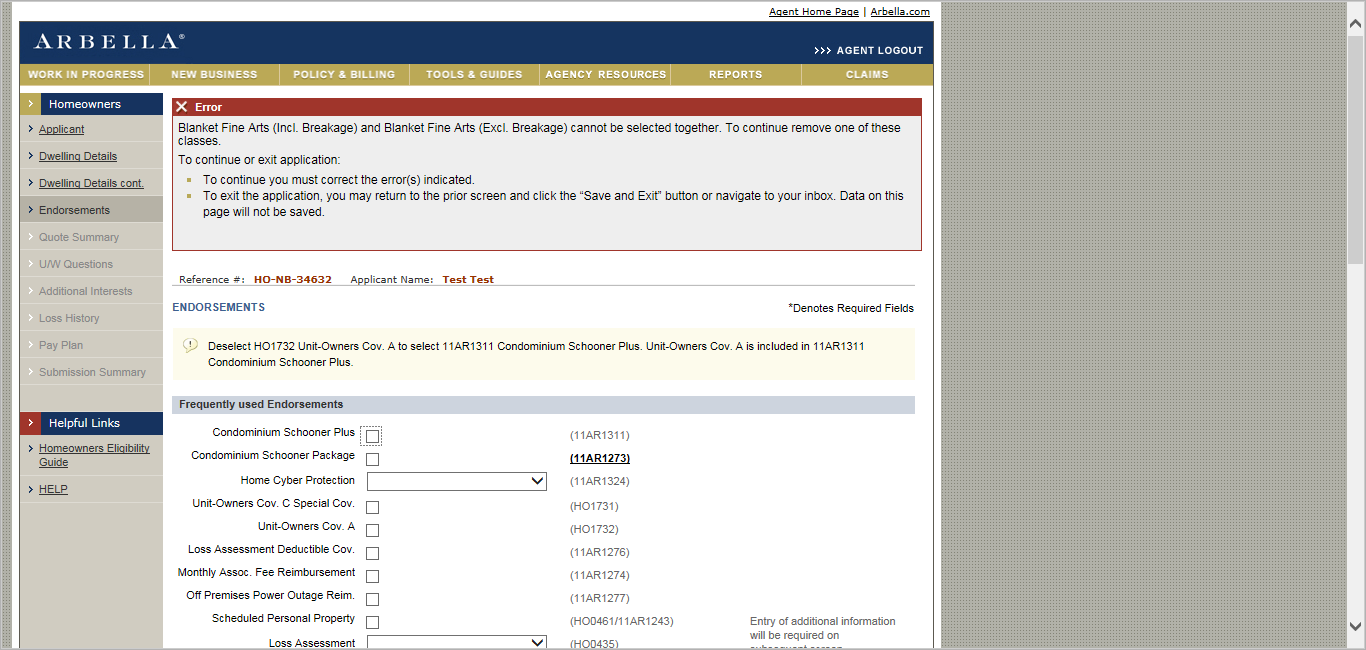 Agent Home Page | Arbella.com
ARBELLA®
>>> AGENT LOGOUT
WORK IN PROGRESS NEW BUSINESS POLICY & BILLING TOOLS & GUIDES AGENCY RESOURCES REPORTS CLAIMS
Homeowners
Applicant
Dwelling Details
Dwelling Details cont.
Endorsements
Quote Summary
U/W Questions
Additional Interests
Loss History
Pay Plan
Submission Summary
Helpful Links
Homeowners Eligibility
Guide
HELP
Error
Blanket Fine Arts (Incl. Breakage) and Blanket Fine Arts (Excl. Breakage) cannot be selected together. To continue remove one of these
classes.
To continue or exit application:
To continue you must correct the error(s) indicated.
To exit the application, you may return to the prior screen and click the “Save and Exit” button or navigate to your inbox. Data on this
page will not be saved.
Reference #: HO-NB-34632 Applicant Name: Test Test
ENDORSEMENTS *Denotes Required Fields
Deselect HO1732 Unit-Owners Cov. A to select 11AR1311 Condominium Schooner Plus. Unit-Owners Cov. A is included in 11AR1311
Condominium Schooner Plus.
Frequently used Endorsements
Condominium Schooner Plus (11AR1311)
Condominium Schooner Package (11AR1273)
Home Cyber Protection (11AR1324)
Unit-Owners Cov. C Special Cov. (HO1731)
Unit-Owners Cov. A (HO1732)
Loss Assessment Deductible Cov. (11AR1276)
Monthly Assoc. Fee Reimbursement (11AR1274)
Off Premises Power Outage Reim. (11AR1277)
Scheduled Personal Property (HO0461/11AR1243) Entry of additional information
will be required on
subsequent screen
Loss Assessment (HO0435)